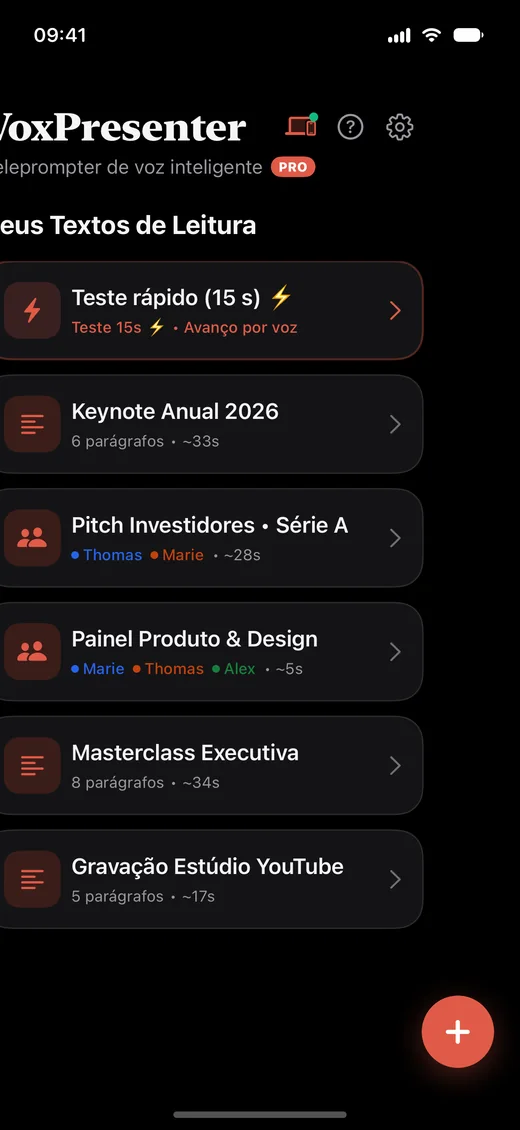 09:41
VoxPresenter
eleprompter de voz inteligente PRO
eus Textos de Leitura
Teste rápido (15 s) ⚡
Teste 15s ⚡ • Avanço por voz
Keynote Anual 2026
6 parágrafos • ~33s
Pitch Investidores • Série A
Thomas Marie • ~28s
Painel Produto & Design
Marie Thomas Alex • ~5s
Masterclass Executiva
8 parágrafos • ~34s
Gravação Estúdio YouTube
5 parágrafos • ~17s